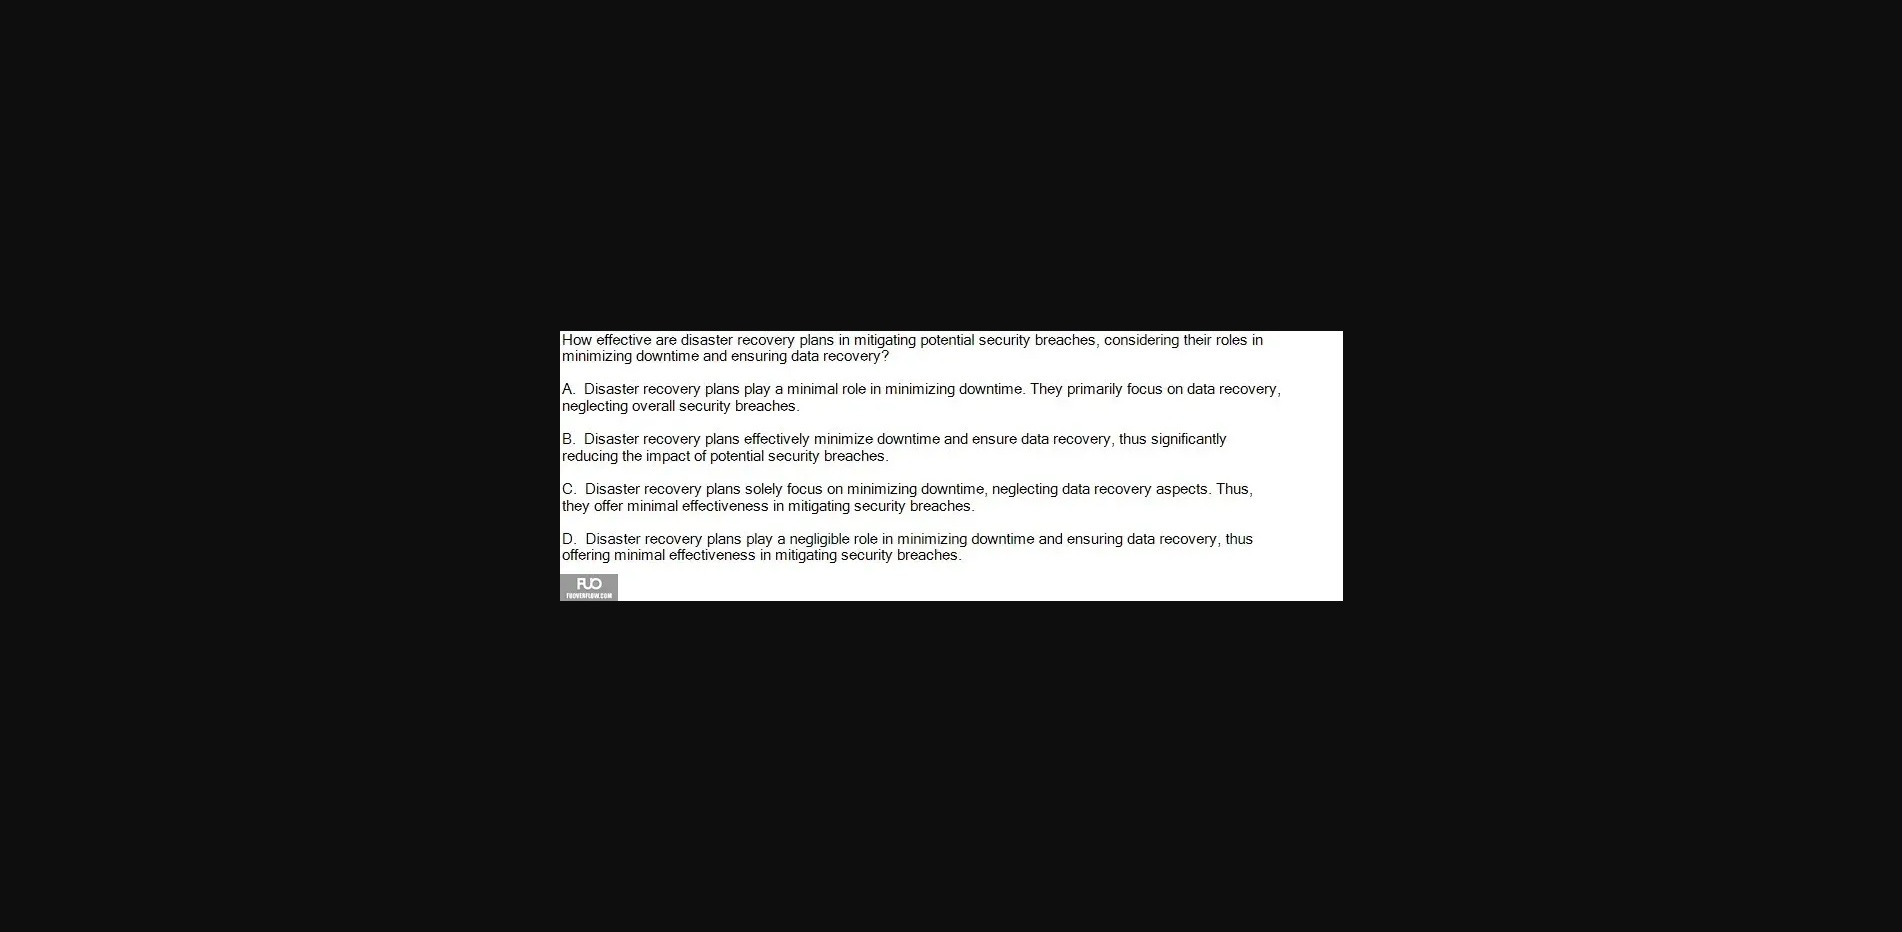 How effective are disaster recovery plans in mitigating potential security breaches, considering their roles in
minimizing downtime and ensuring data recovery?
A. Disaster recovery plans play a minimal role in minimizing downtime. They primarily focus on data recovery,
neglecting overall security breaches.
B. Disaster recovery plans effectively minimize downtime and ensure data recovery, thus significantly
reducing the impact of potential security breaches.
C. Disaster recovery plans solely focus on minimizing downtime, neglecting data recovery aspects. Thus,
they offer minimal effectiveness in mitigating security breaches.
D. Disaster recovery plans play a negligible role in minimizing downtime and ensuring data recovery, thus
offering minimal effectiveness in mitigating security breaches.
FUO
FUOVERFLOW.COM